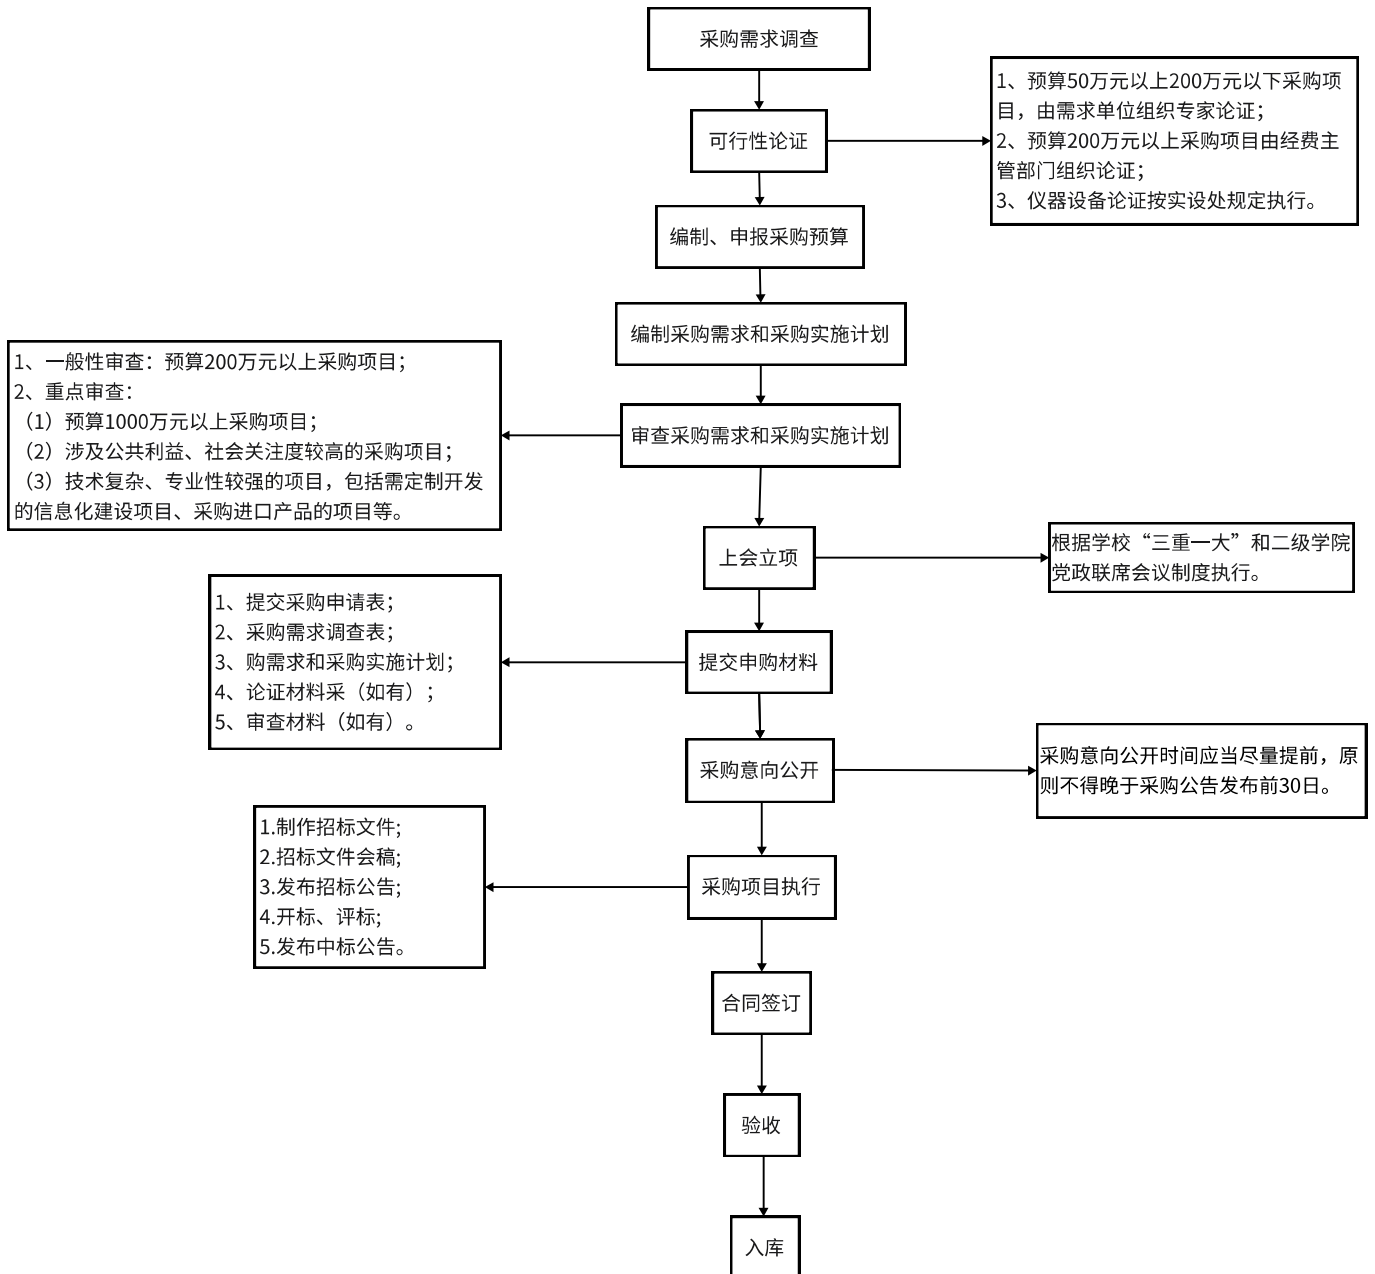 采购需求调查
1、预算50万元以上200万元以下采购项
目，由需求单位组织专家论证；
2、预算200万元以上采购项目由经费主
管部门组织论证；
3、仪器设备论证按实设处规定执行。
可行性论证
编制、申报采购预算
编制采购需求和采购实施计划
1、一般性审查：预算200万元以上采购项目；
2、重点审查：
（1）预算1000万元以上采购项目；
（2）涉及公共利益、社会关注度较高的采购项目；
（3）技术复杂、专业性较强的项目，包括需定制开发
的信息化建设项目、采购进口产品的项目等。
审查采购需求和采购实施计划
上会立项
根据学校“三重一大”和二级学院
党政联席会议制度执行。
1、提交采购申请表；
2、采购需求调查表；
3、购需求和采购实施计划；
4、论证材料采（如有）；
5、审查材料（如有）。
提交申购材料
采购意向公开
采购意向公开时间应当尽量提前，原
则不得晚于采购公告发布前30日。
1.制作招标文件;
2.招标文件会稿;
3.发布招标公告;
4.开标、评标;
5.发布中标公告。
采购项目执行
合同签订
验收
入库